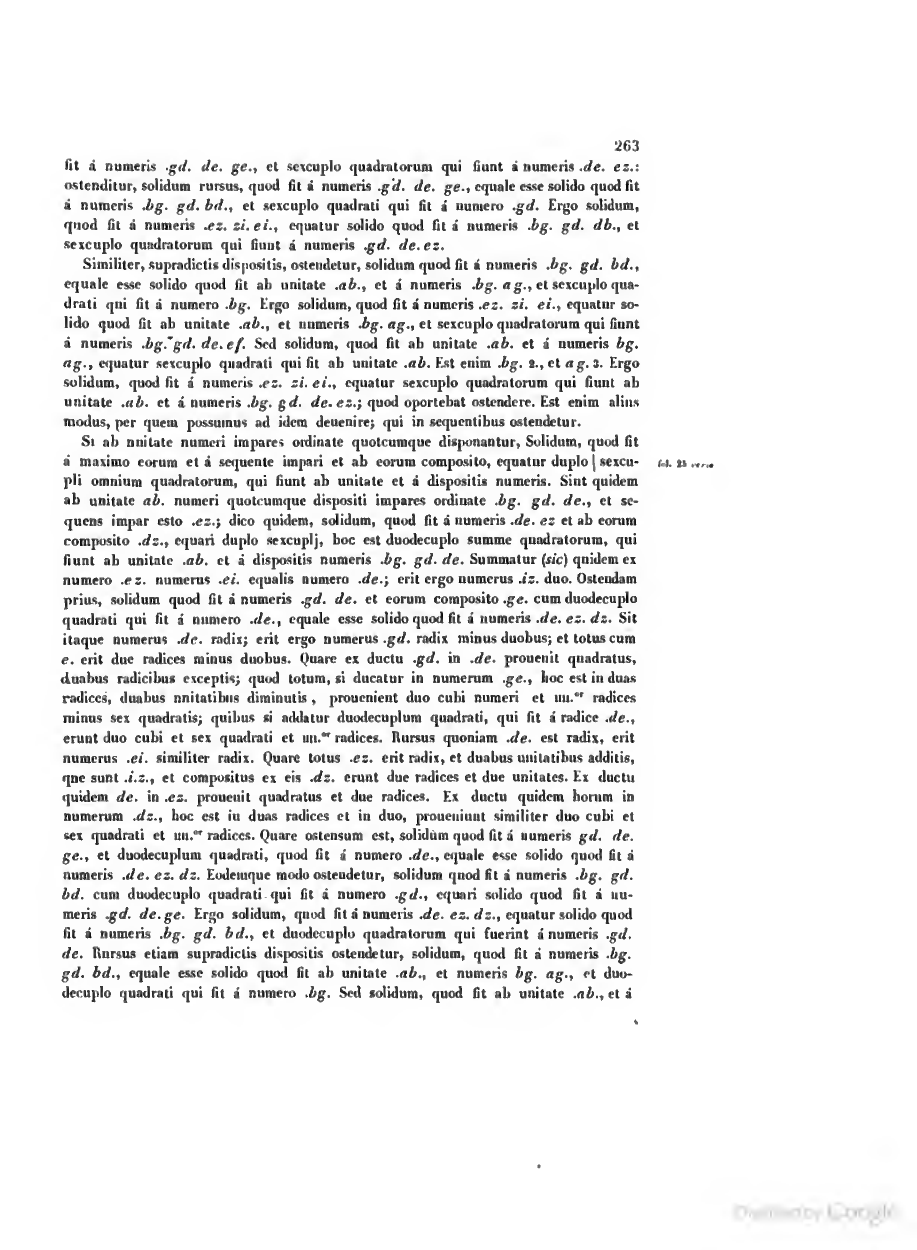 263
fit á numeris .gd. de. ge., et sexcuplo quadratorum qui fiunt á numeris .de. ez.:
ostenditur, solidum rursus, quod fit á numeris .gd. de. ge., equale esse solido quod fit
á numeris .bg. gd. bd., et sexcuplo quadrati qui fit á numero .gd. Ergo solidum,
quod fit á numeris .ez. zi. ei., equatur solido quod fit á numeris .bg. gd. db., et
sexcuplo quadratorum qui fiunt á numeris .gd. de. ez.
Similiter, supradictis dispositis, ostendetur, solidum quod fit á numeris .bg. gd. bd.,
equale esse solido quod fit ab unitate .ab., et á numeris .bg. ag., et sexcuplo qua-
drati qui fit á numero .bg. Ergo solidum, quod fit á numeris .ez. zi. ei., equatur so-
lido quod fit ab unitate .ab., et numeris .bg. ag., et sexcuplo quadratorum qui fiunt
á numeris .bg. gd. de. ef. Sed solidum, quod fit ab unitate .ab. et á numeris bg.
ag., equatur sexcuplo quadrati qui fit ab unitate .ab. Est enim .bg. 2., et ag. 3. Ergo
solidum, quod fit á numeris .ez. zi. ei., equatur sexcuplo quadratorum qui fiunt ab
unitate .ab. et á numeris .bg. gd. de. ez.; quod oportebat ostendere. Est enim alius
modus, per quem possumus ad idem deuenire; qui in sequentibus ostendetur.
Si ab unitate numeri impares ordinate quotcumque disponantur, Solidum, quod fit
á maximo eorum et á sequente impari et ab eorum composito, equatur duplo | sexcu-
fol. 25 verso
pli omnium quadratorum, qui fiunt ab unitate et á dispositis numeris. Sint quidem
ab unitate ab. numeri quotcumque dispositi impares ordinate .bg. gd. de., et se-
quens impar esto .ez.; dico quidem, solidum, quod fit á numeris .de. ez et ab eorum
composito .dz., equari duplo sexcuplj, hoc est duodecuplo summe quadratorum, qui
fiunt ab unitate .ab. et á dispositis numeris .bg. gd. de. Summatur (sic) quidem ex
numero .ez. numerus .ei. equalis numero .de.; erit ergo numerus .iz. duo. Ostendam
prius, solidum quod fit á numeris .gd. de. et eorum composito .ge. cum duodecuplo
quadrati qui fit á numero .de., equale esse solido quod fit á numeris .de. ez. dz. Sit
itaque numerus .de. radix; erit ergo numerus .gd. radix minus duobus; et totus cum
e. erit due radices minus duobus. Quare ex ductu .gd. in .de. prouenit quadratus,
duabus radicibus exceptis; quod totum, si ducatur in numerum .ge., hoc est in duas
radices, duabus unitatibus diminutis, prouenient duo cubi numeri et IIII.or radices
minus sex quadratis; quibus si addatur duodecuplum quadrati, qui fit á radice .de.,
erunt duo cubi et sex quadrati et IIII.or radices. Rursus quoniam .de. est radix, erit
numerus .ei. similiter radix. Quare totus .ez. erit radix, et duabus unitatibus additis,
que sunt .i.z., et compositus ex eis .dz. erunt due radices et due unitates. Ex ductu
quidem de. in .ez. prouenit quadratus et due radices. Ex ductu quidem horum in
numerum .dz., hoc est in duas radices et in duo, proueniunt similiter duo cubi et
sex quadrati et IIII.or radices. Quare ostensum est, solidum quod fit á numeris gd. de.
ge., et duodecuplum quadrati, quod fit á numero .de., equale esse solido quod fit á
numeris .de. ez. dz. Eodemque modo ostendetur, solidum quod fit á numeris .bg. gd.
bd. cum duodecuplo quadrati qui fit á numero .gd., equari solido quod fit á nu-
meris .gd. de. ge. Ergo solidum, quod fit á numeris .de. ez. dz., equatur solido quod
fit á numeris .bg. gd. bd., et duodecuplo quadratorum qui fuerint á numeris .gd.
de. Rursus etiam supradictis dispositis ostendetur, solidum, quod fit á numeris .bg.
gd. bd., equale esse solido quod fit ab unitate .ab., et numeris bg. ag., et duo-
decuplo quadrati qui fit á numero .bg. Sed solidum, quod fit ab unitate .ab., et á
Digitized by Google